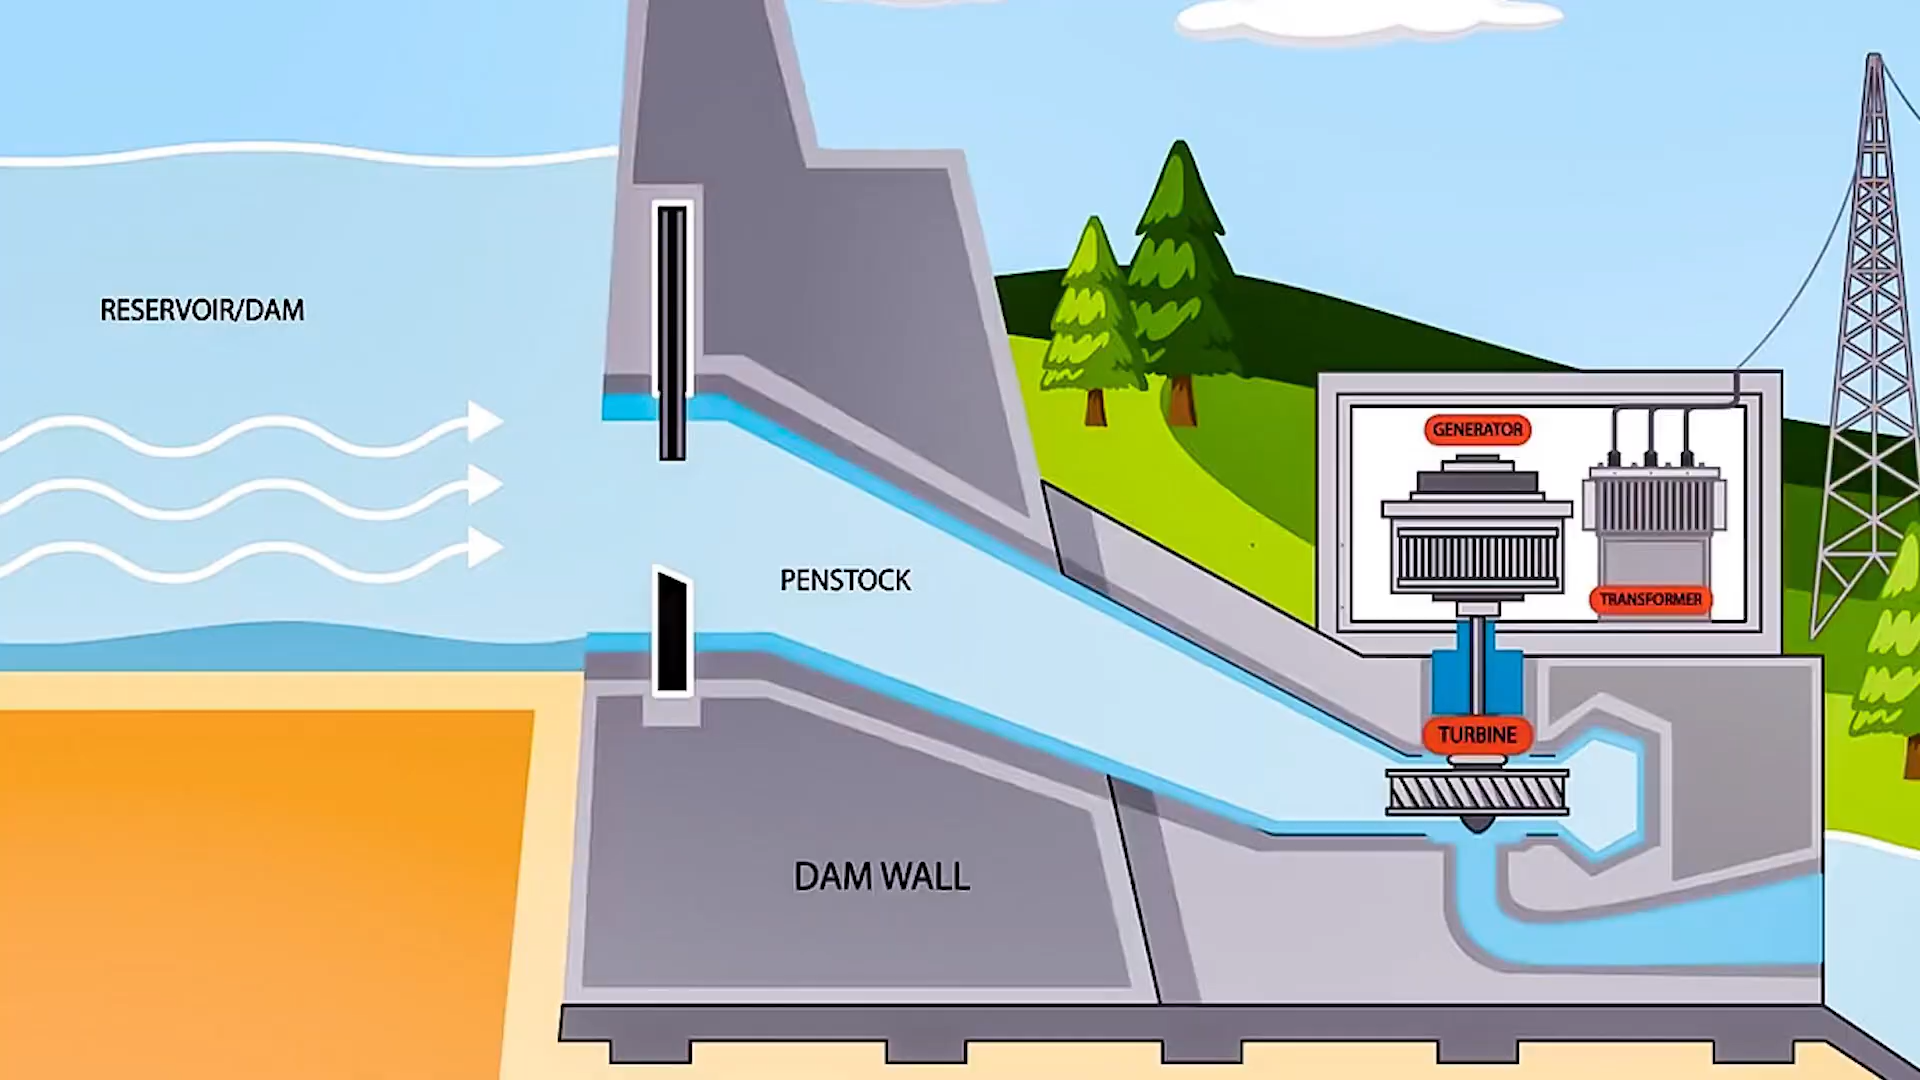 RESERVOIR/DAM
GENERATOR
PENSTOCK
TRANSFORMER
TURBINE
DAM WALL